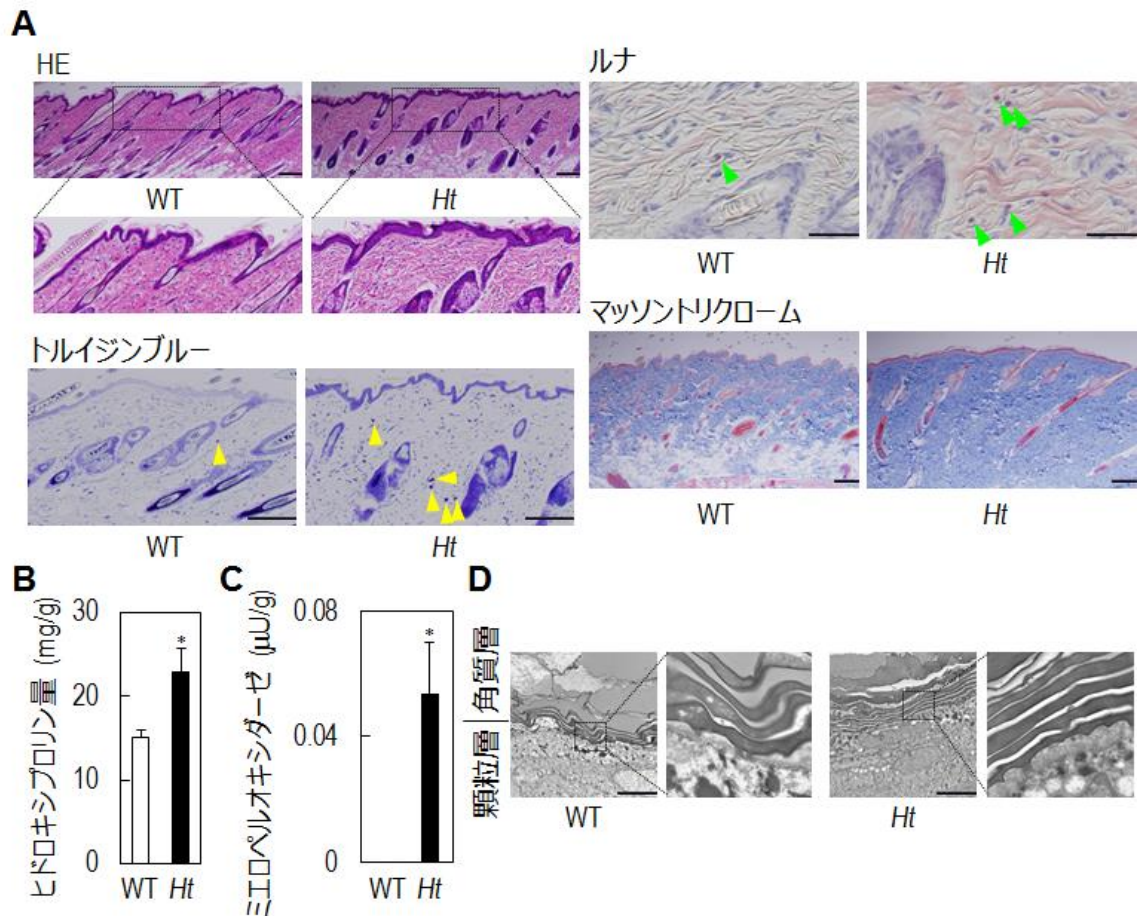 A
HE
WT
Ht
トルイジンブルー
WT
Ht
ルナ
WT
Ht
マッソントリクローム
WT
Ht
B
ヒドロキシプロリン量 (mg/g)
30
20
10
0
WT
Ht
*
C
ミエロペルオキシダーゼ (μU/g)
0.08
0.04
0
WT
Ht
*
D
顆粒層|角質層
WT
Ht